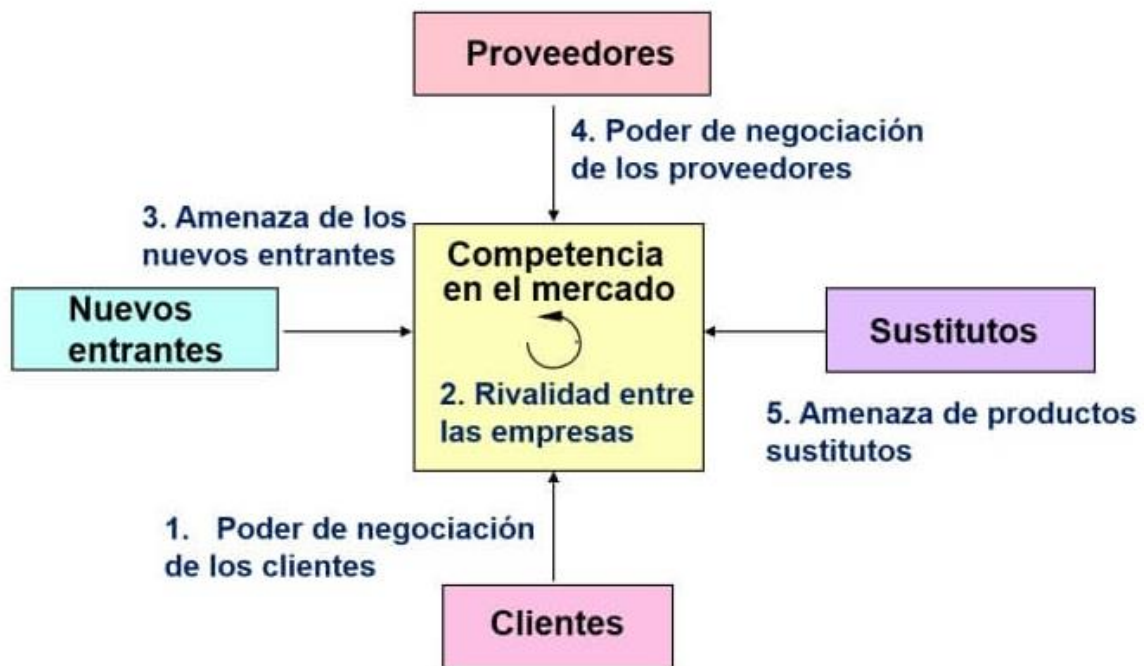 Proveedores
4. Poder de negociación
de los proveedores
3. Amenaza de los
nuevos entrantes
Competencia
en el mercado
Nuevos
entrantes
Sustitutos
2. Rivalidad entre
las empresas
5. Amenaza de productos
sustitutos
1. Poder de negociación
de los clientes
Clientes